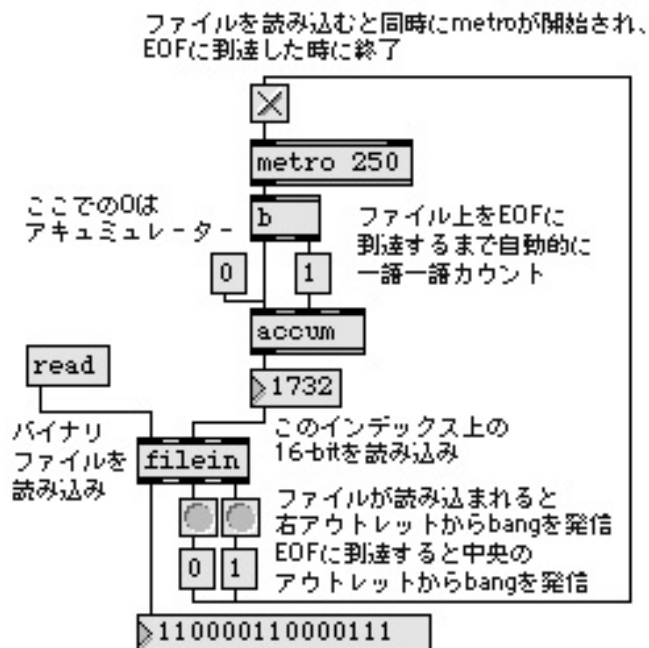 ファイルを読み込むと同時にmetroが開始され、
EOFに到達した時に終了
metro 250
ここでの0は
アキュミュレーター
b
ファイル上をEOFに
到達するまで自動的に
一語一語カウント
0
1
accum
read
1732
バイナリ
ファイルを
読み込み
filein
このインデックス上の
16-bitを読み込み
ファイルが読み込まれると
右アウトレットからbangを発信
EOFに到達すると中央の
アウトレットからbangを発信
0
1
110000110000111